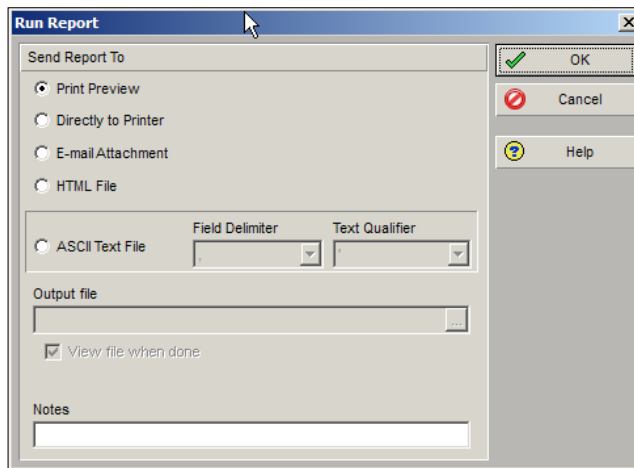 Run Report
Send Report To
Print Preview
Directly to Printer
E-mail Attachment
HTML File
ASCII Text File
Field Delimiter
,
Text Qualifier
'
Output file
...
View file when done
Notes
OK
Cancel
Help